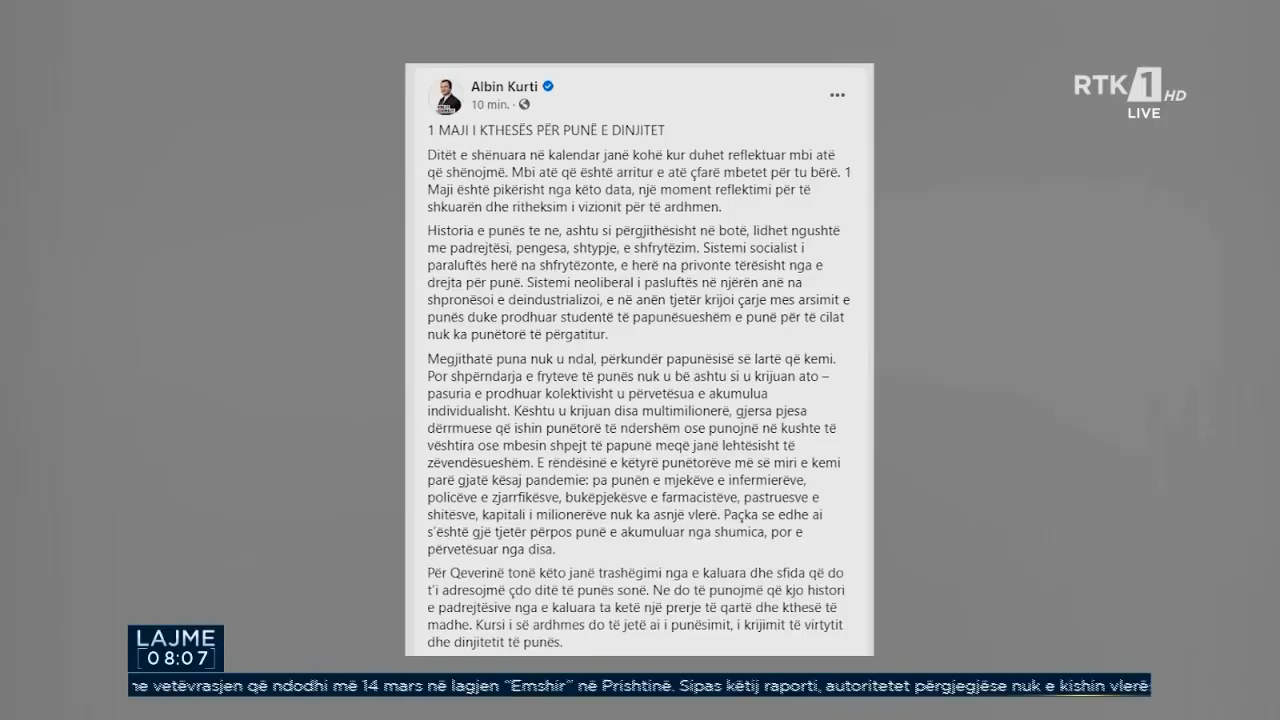 RTK 1 HD
LIVE
Albin Kurti
10 min. ·
1 MAJI I KTHESËS PËR PUNË E DINJITET
Ditët e shënuara në kalendar janë kohë kur duhet reflektuar mbi atë
që shënojmë. Mbi atë që është arritur e atë çfarë mbetet për tu bërë. 1
Maji është pikërisht nga këto data, një moment reflektimi për të
shkuarën dhe ritheksim i vizionit për të ardhmen.
Historia e punës te ne, ashtu si përgjithësisht në botë, lidhet ngushtë
me padrejtësi, pengesa, shtypje, e shfrytëzim. Sistemi socialist i
paraluftës herë na shfrytëzonte, e herë na privonte tërësisht nga e
drejta për punë. Sistemi neoliberal i pasluftës në njërën anë na
shpronësoi e deindustrializoi, e në anën tjetër krijoi çarje mes arsimit e
punës duke prodhuar studentë të papunësueshëm e punë për të cilat
nuk ka punëtorë të përgatitur.
Megjithatë puna nuk u ndal, përkundër papunësisë së lartë që kemi.
Por shpërndarja e fryteve të punës nuk u bë ashtu si u krijuan ato –
pasuria e prodhuar kolektivisht u përvetësua e akumulua
individualisht. Kështu u krijuan disa multimilionerë, gjersa pjesa
dërrmuese që ishin punëtorë të ndershëm ose punojnë në kushte të
vështira ose mbesin shpejt të papunë meqë janë lehtësisht të
zëvendësueshëm. E rëndësinë e këtyrë punëtorëve më së miri e kemi
parë gjatë kësaj pandemie: pa punën e mjekëve e infermierëve,
policëve e zjarrfikësve, bukëpjekësve e farmacistëve, pastruesve e
shitësve, kapitali i milionerëve nuk ka asnjë vlerë. Paçka se edhe ai
s'është gjë tjetër përpos punë e akumuluar nga shumica, por e
përvetësuar nga disa.
Për Qeverinë tonë këto janë trashëgimi nga e kaluara dhe sfida që do
t'i adresojmë çdo ditë të punës sonë. Ne do të punojmë që kjo histori
e padrejtësive nga e kaluara ta ketë një prerje të qartë dhe kthesë të
madhe. Kursi i së ardhmes do të jetë ai i punësimit, i krijimit të virtytit
dhe dinjitetit të punës.
LAJME
08:07
ne vetëvrasjen që ndodhi më 14 mars në lagjen "Emshir" në Prishtinë. Sipas këtij raporti, autoritetet përgjegjëse nuk e kishin vlerë